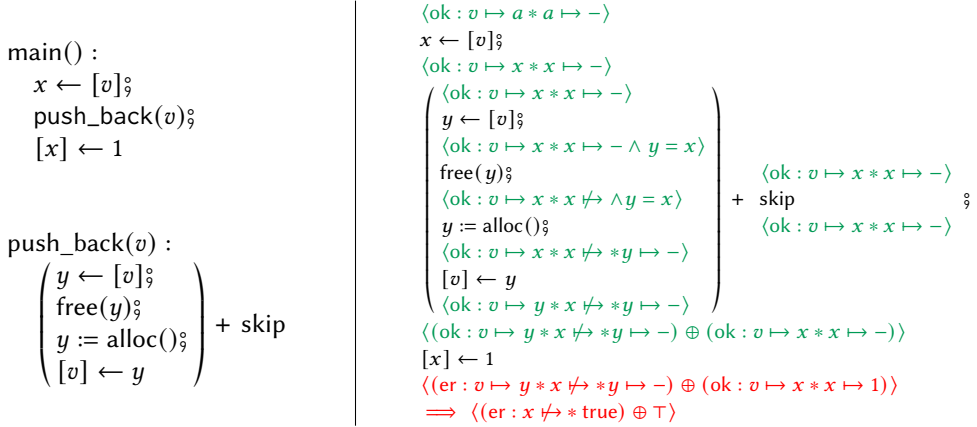 main() :
x ← [v]⨟
push_back(v)⨟
[x] ← 1
push_back(v) :
y ← [v]⨟
free(y)⨟
y := alloc()⨟
[v] ← y
+ skip
⟨ok : v ↦ a * a ↦ −⟩
x ← [v]⨟
⟨ok : v ↦ x * x ↦ −⟩
⟨ok : v ↦ x * x ↦ −⟩
y ← [v]⨟
⟨ok : v ↦ x * x ↦ − ∧ y = x⟩
free(y)⨟
⟨ok : v ↦ x * x ↦̸ ∧y = x⟩
y := alloc()⨟
⟨ok : v ↦ x * x ↦̸ *y ↦ −⟩
[v] ← y
⟨ok : v ↦ y * x ↦̸ *y ↦ −⟩
+
⟨ok : v ↦ x * x ↦ −⟩
skip ⨟
⟨ok : v ↦ x * x ↦ −⟩
⟨(ok : v ↦ y * x ↦̸ *y ↦ −) ⊕ (ok : v ↦ x * x ↦ −)⟩
[x] ← 1
⟨(er : v ↦ y * x ↦̸ *y ↦ −) ⊕ (ok : v ↦ x * x ↦ 1)⟩
⟹ ⟨(er : x ↦̸ * true) ⊕ ⊤⟩